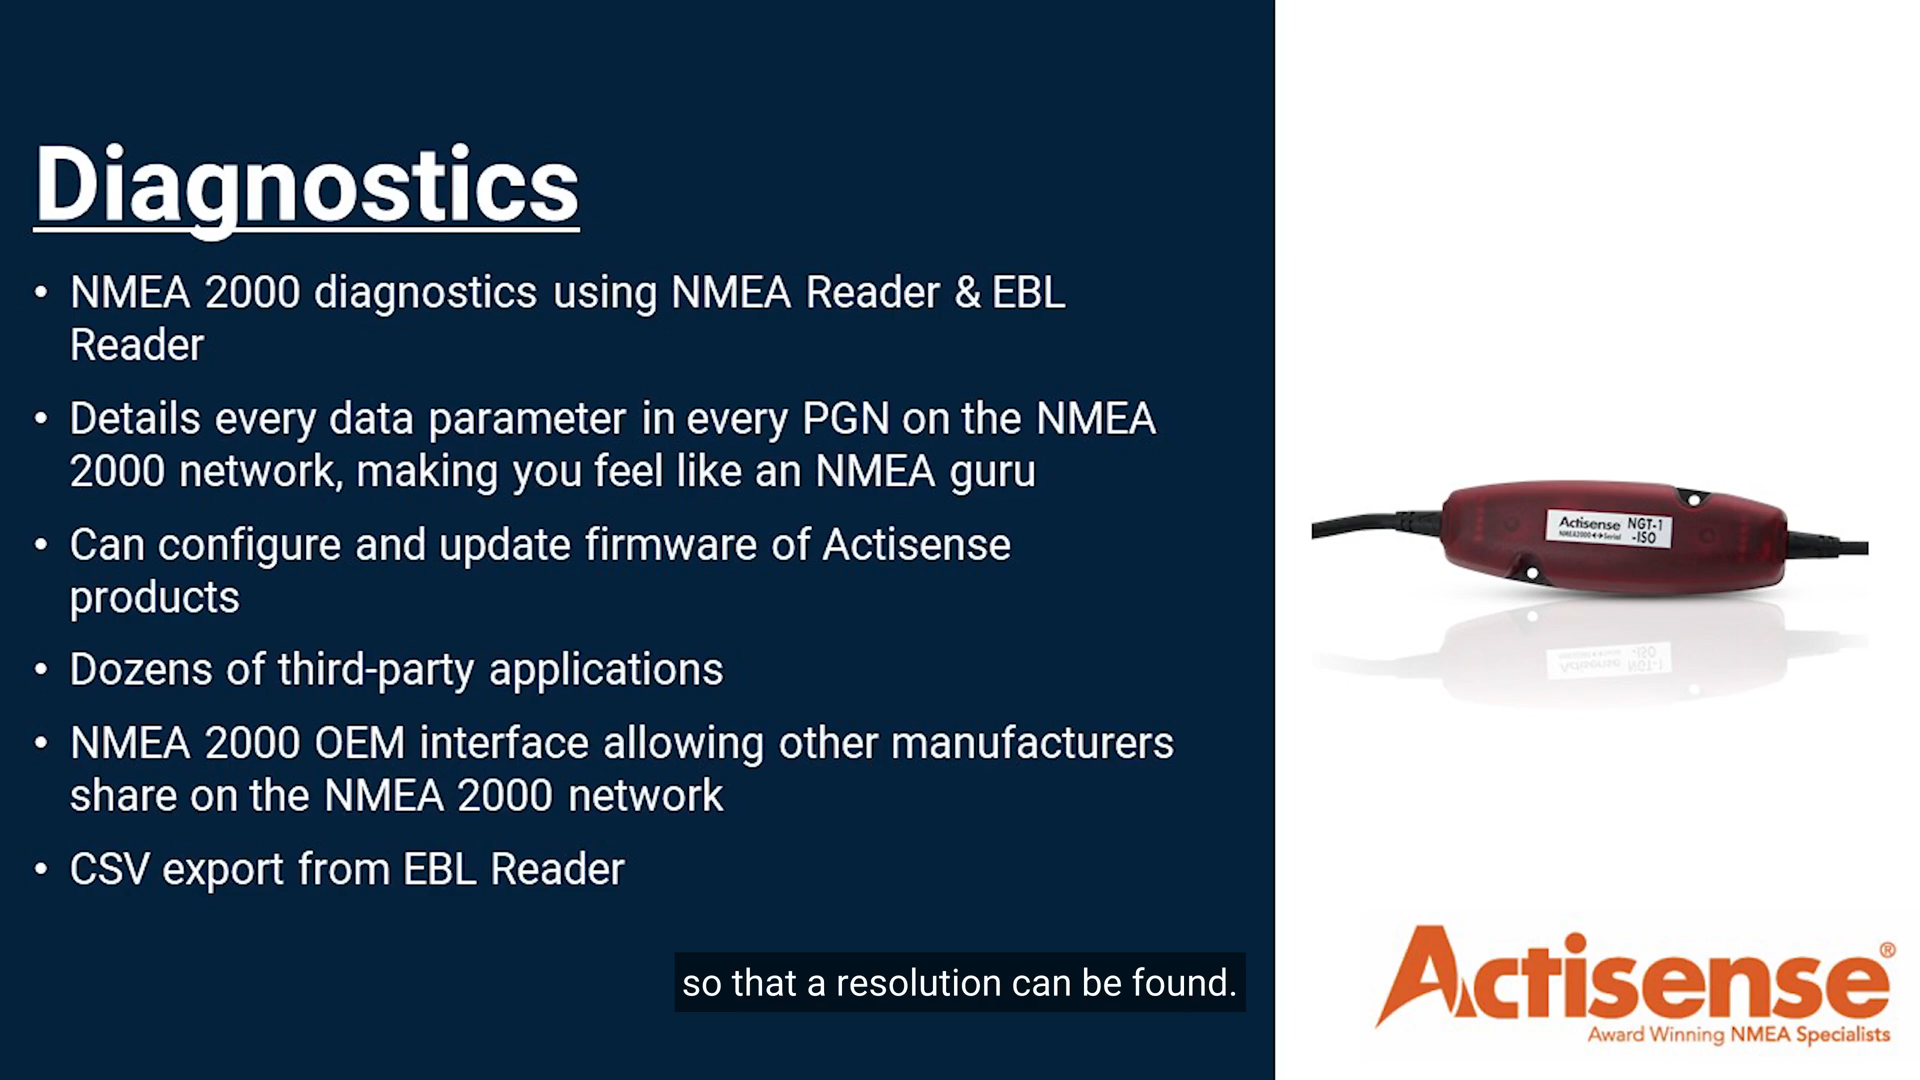 Diagnostics
• NMEA 2000 diagnostics using NMEA Reader & EBL
Reader
• Details every data parameter in every PGN on the NMEA
2000 network, making you feel like an NMEA guru
• Can configure and update firmware of Actisense
products
• Dozens of third-party applications
• NMEA 2000 OEM interface allowing other manufacturers
share on the NMEA 2000 network
• CSV export from EBL Reader
so that a resolution can be found.
Actisense NGT-1
NMEA2000 Serial -ISO
Actisense®
Award Winning NMEA Specialists